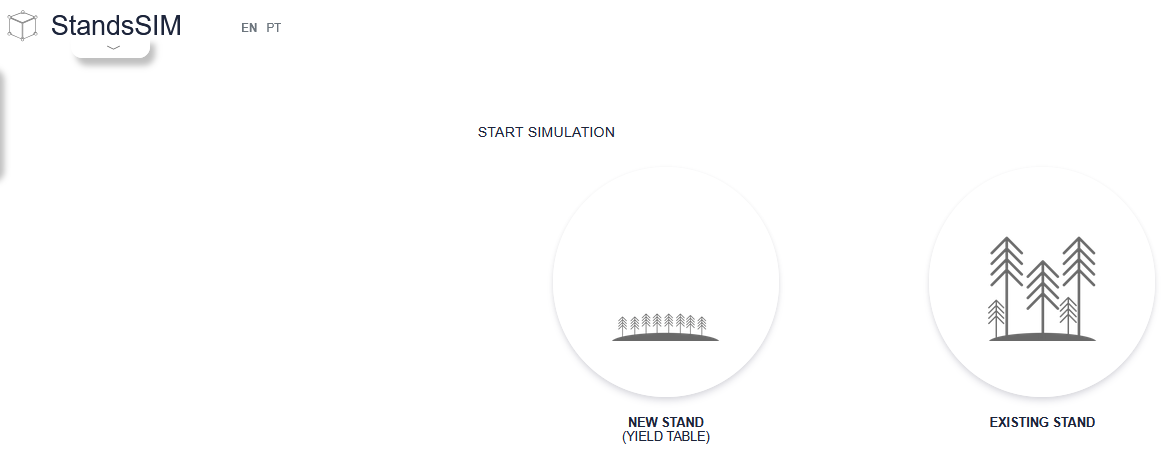 StandsSIM
EN PT
START SIMULATION
NEW STAND
(YIELD TABLE)
EXISTING STAND